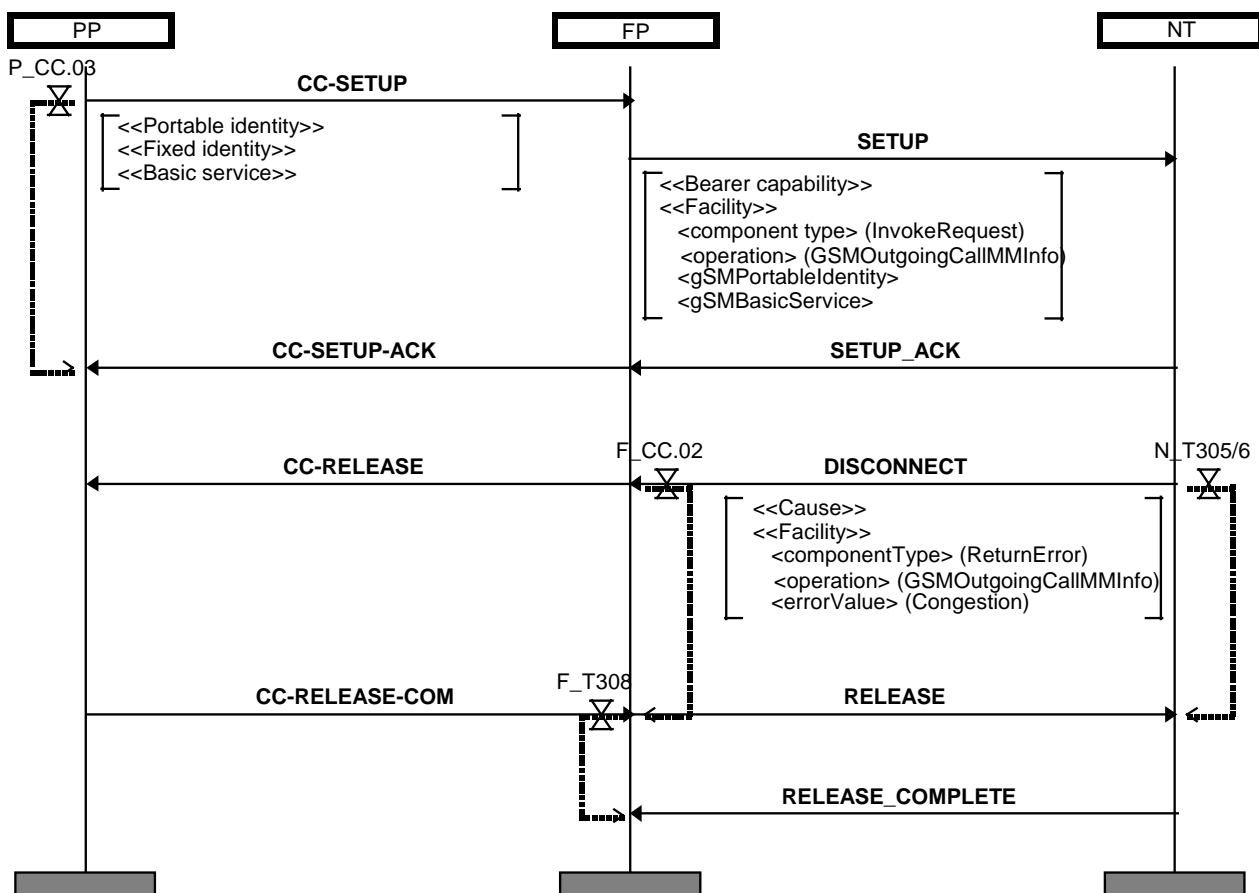 PP
FP
NT
P_CC.03
CC-SETUP
<<Portable identity>>
<<Fixed identity>>
<<Basic service>>
SETUP
<<Bearer capability>>
<<Facility>>
<component type> (InvokeRequest)
<operation> (GSMOutgoingCallMMInfo)
<gSMPortableIdentity>
<gSMBasicService>
CC-SETUP-ACK
SETUP_ACK
F_CC.02
N_T305/6
CC-RELEASE
DISCONNECT
<<Cause>>
<<Facility>>
<componentType> (ReturnError)
<operation> (GSMOutgoingCallMMInfo)
<errorValue> (Congestion)
F_T308
CC-RELEASE-COM
RELEASE
RELEASE_COMPLETE